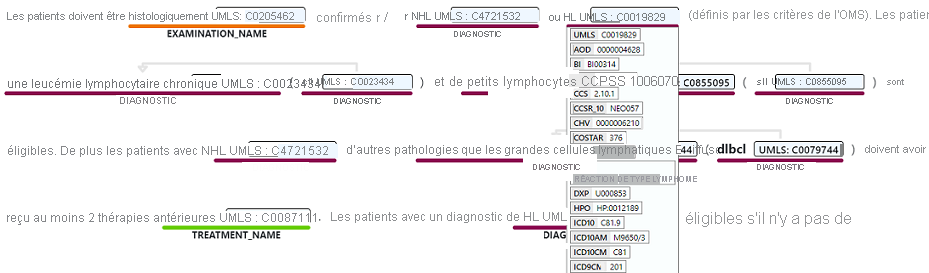 Les patients doivent être histologiquement UMLS: C0205462 confirmés r / r NHL UMLS : C4721532 ou HL UMLS : C0019829 (définis par les critères de l'OMS). Les patier
EXAMINATION_NAME
DIAGNOSTIC
UMLS C0019829
AOD 0000004628
BI BI00314
une leucémie lymphocytaire chronique UMLS : C0023434 ( UMLS : C0023434 ) et de petits lymphocytes CCPSS 1006070 C0855095 ( sll UMLS : C0855095 ) sont
DIAGNOSTIC DIAGNOSTIC DIAGNOSTIC
CCS 2.10.1
CCSR_10 NEO057
CHV 0000006210
COSTAR 376
éligibles. De plus les patients avec NHL UMLS : C4721532 d'autres pathologies que les grandes cellules lymphatiques 44 ( dlbcl UMLS: C0079744 ) doivent avoir
DIAGNOSTIC DIAGNOSTIC DIAGNOSTIC
REACTION DE TYPE LYMPHOME
DXP U000853
HPO HP:0012189
reçu au moins 2 thérapies antérieures UMLS : C0087111. Les patients avec un diagnostic de HL UML éligibles s'il n'y a pas de
TREATMENT_NAME DIAG
ICD10 C81.9
ICD10AM M9650/3
ICD10CM C81
ICD9CM 201